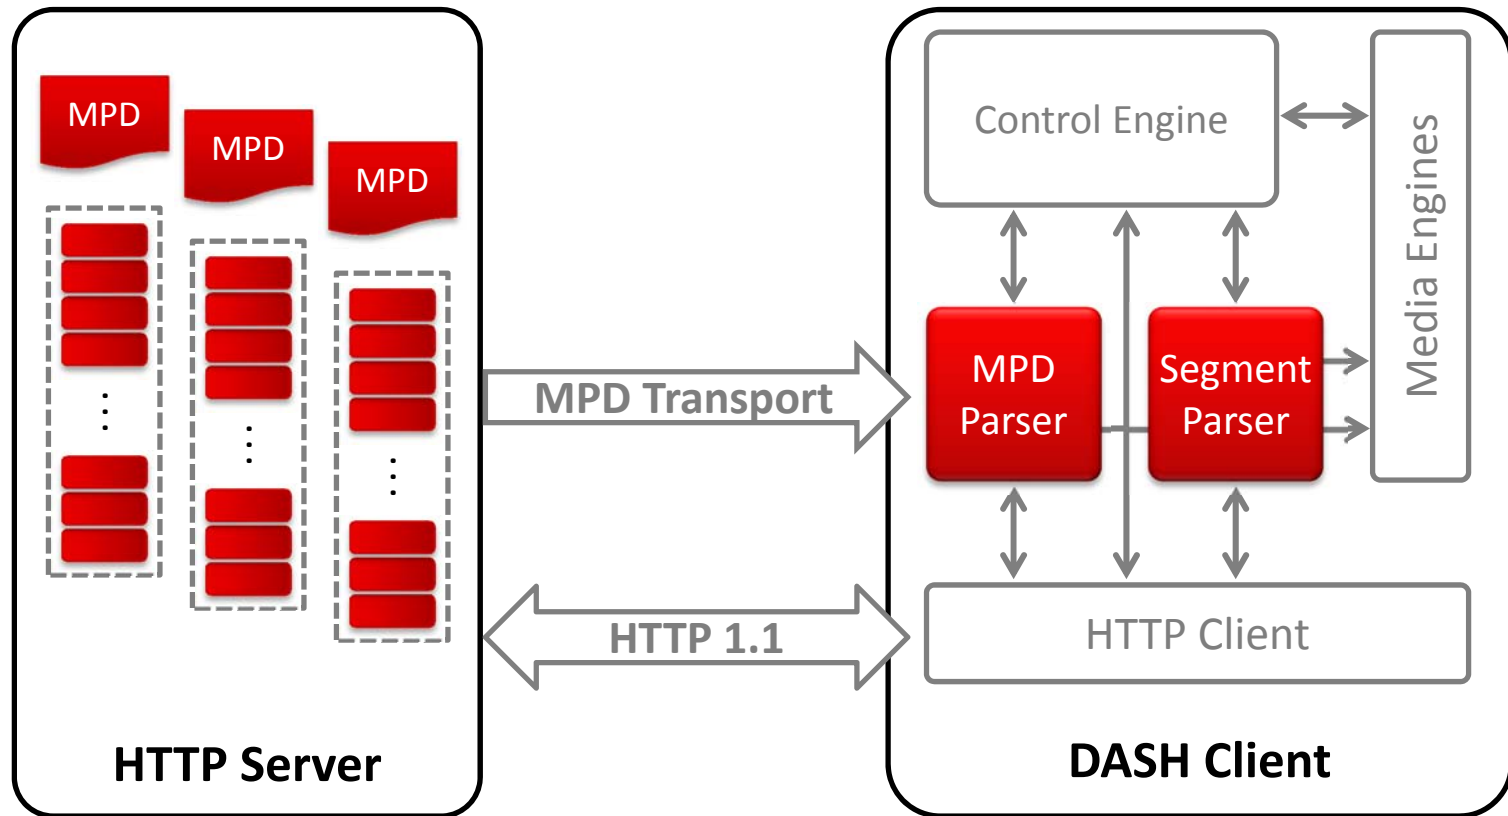 MPD
MPD
MPD
...
...
...
HTTP Server
MPD Transport
HTTP 1.1
Control Engine
Media Engines
MPD
Parser
Segment
Parser
HTTP Client
DASH Client